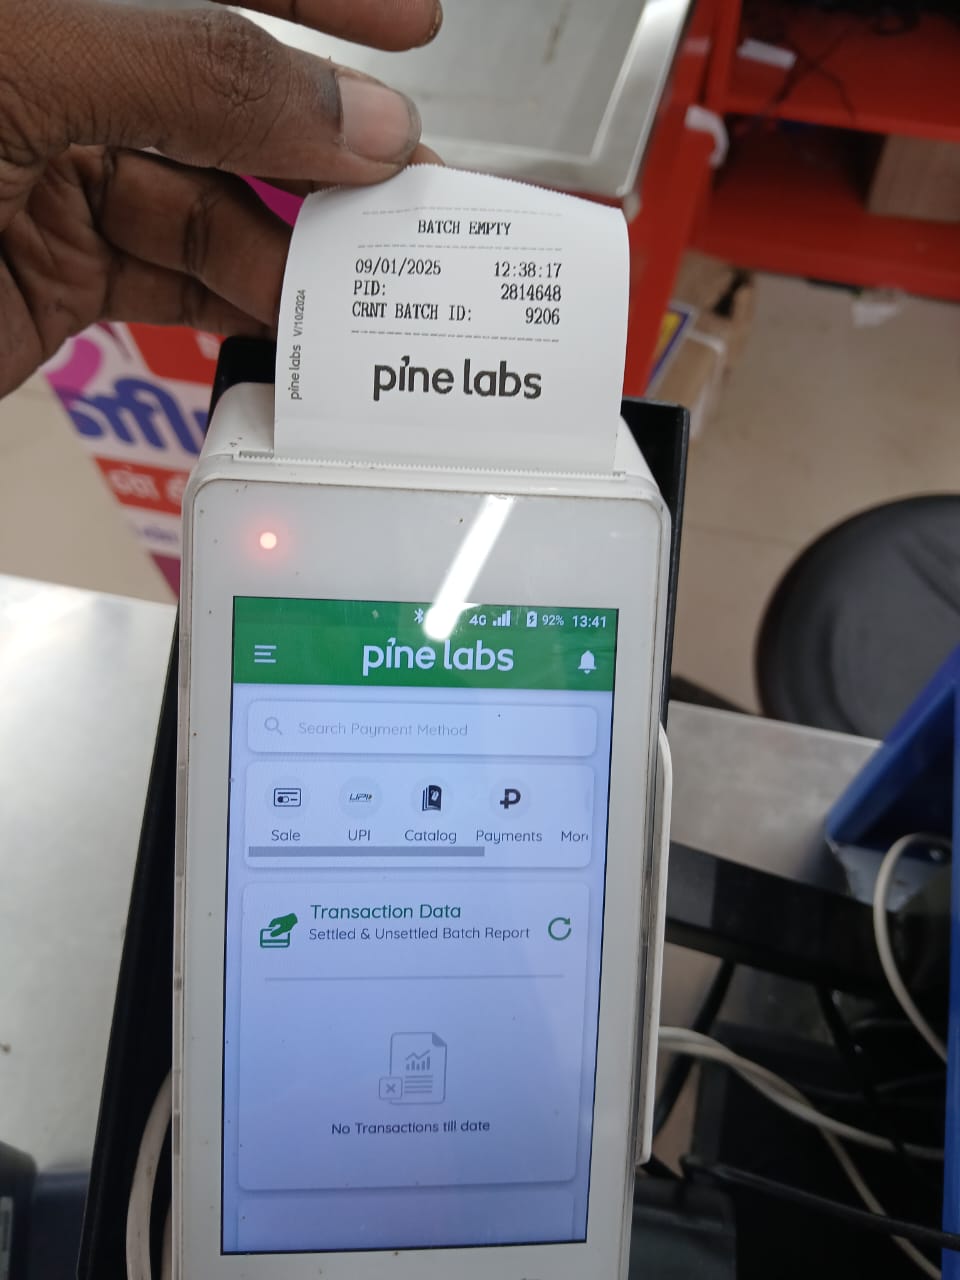 BATCH EMPTY
09/01/2025 12:38:17
PID: 2814648
CRNT BATCH ID: 9206
pine labs V/10/2024
pine labs
4G 92% 13:41
pine labs
Search Payment Method
Sale UPI Catalog Payments Mor
Transaction Data
Settled & Unsettled Batch Report
No Transactions till date